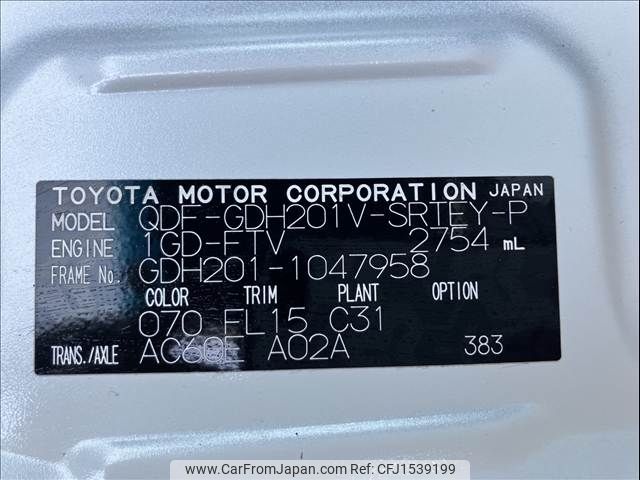 TOYOTA MOTOR CORPORATION JAPAN
MODEL QDF-GDH201V-SRTEY-P
ENGINE 1GD-FTV 2754 mL
FRAME No. GDH201-1047958
COLOR TRIM PLANT OPTION
070 FL15 C31
TRANS./AXLE AC60E A02A 383
www.CarFromJapan.com | CFJ1539199